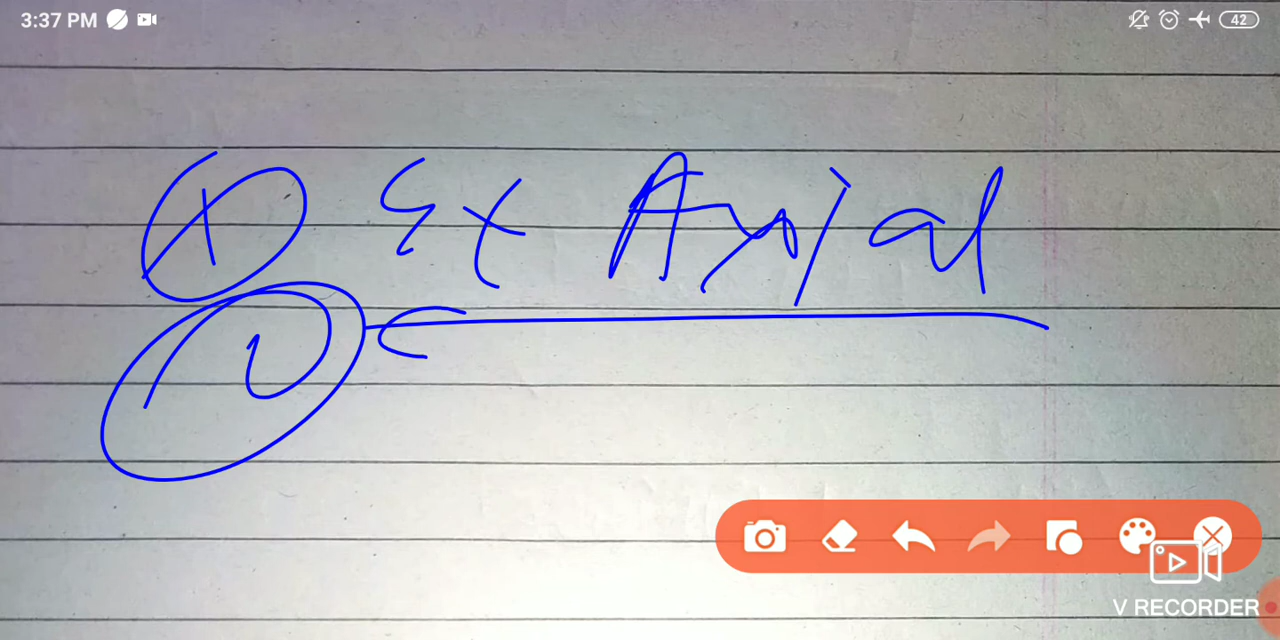 3:37 PM 42
① Ex Axial
V RECORDER